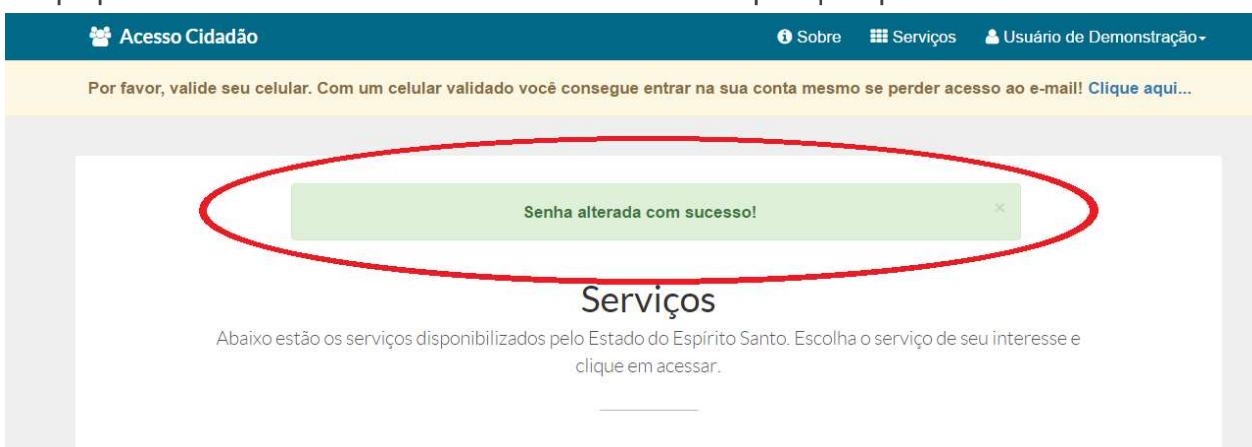 Acesso Cidadão
Sobre Serviços Usuário de Demonstração
Por favor, valide seu celular. Com um celular validado você consegue entrar na sua conta mesmo se perder acesso ao e-mail! Clique aqui...
Senha alterada com sucesso! ×
Serviços
Abaixo estão os serviços disponibilizados pelo Estado do Espírito Santo. Escolha o serviço de seu interesse e
clique em acessar.